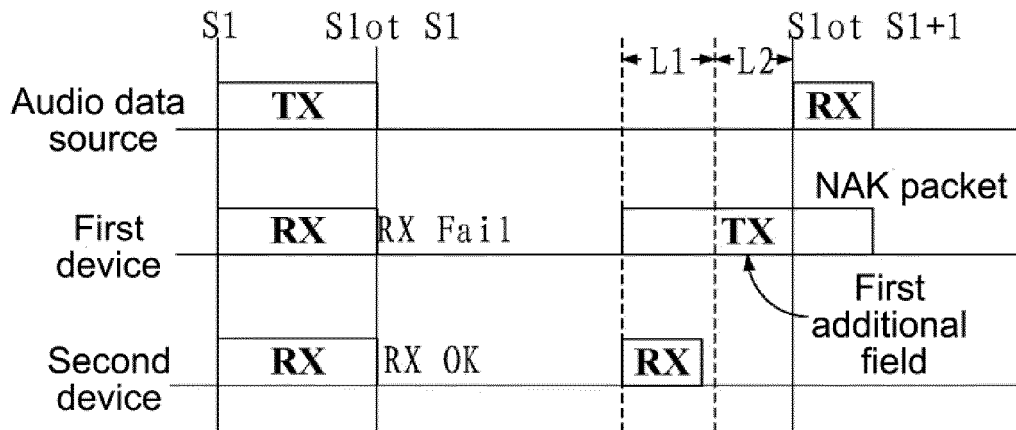 S1 Slot S1 Slot S1+1
L1 L2
Audio data
source
TX RX
NAK packet
First
device
RX RX Fail TX
First
additional
field
Second
device
RX RX OK RX